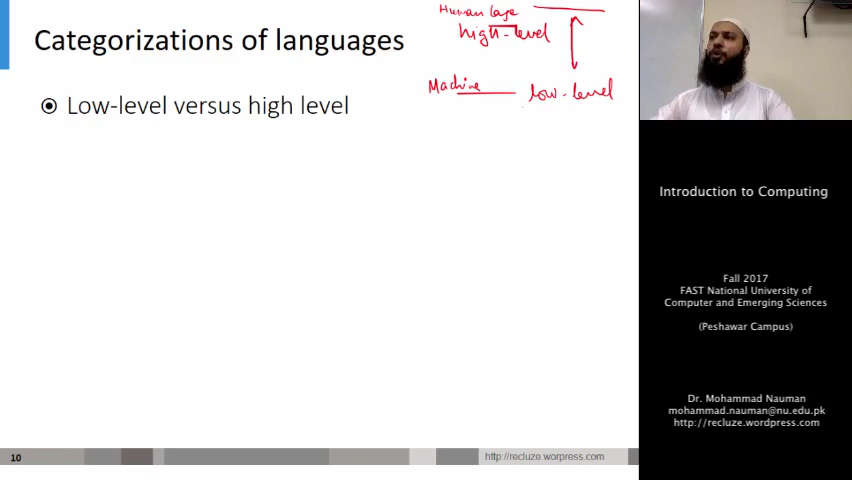 Categorizations of languages
Human lage
high-level
Machine low-level
Low-level versus high level
10
http://recluze.worpress.com
Introduction to Computing
Fall 2017
FAST National University of
Computer and Emerging Sciences
(Peshawar Campus)
Dr. Mohammad Nauman
mohammad.nauman@nu.edu.pk
http://recluze.wordpress.com